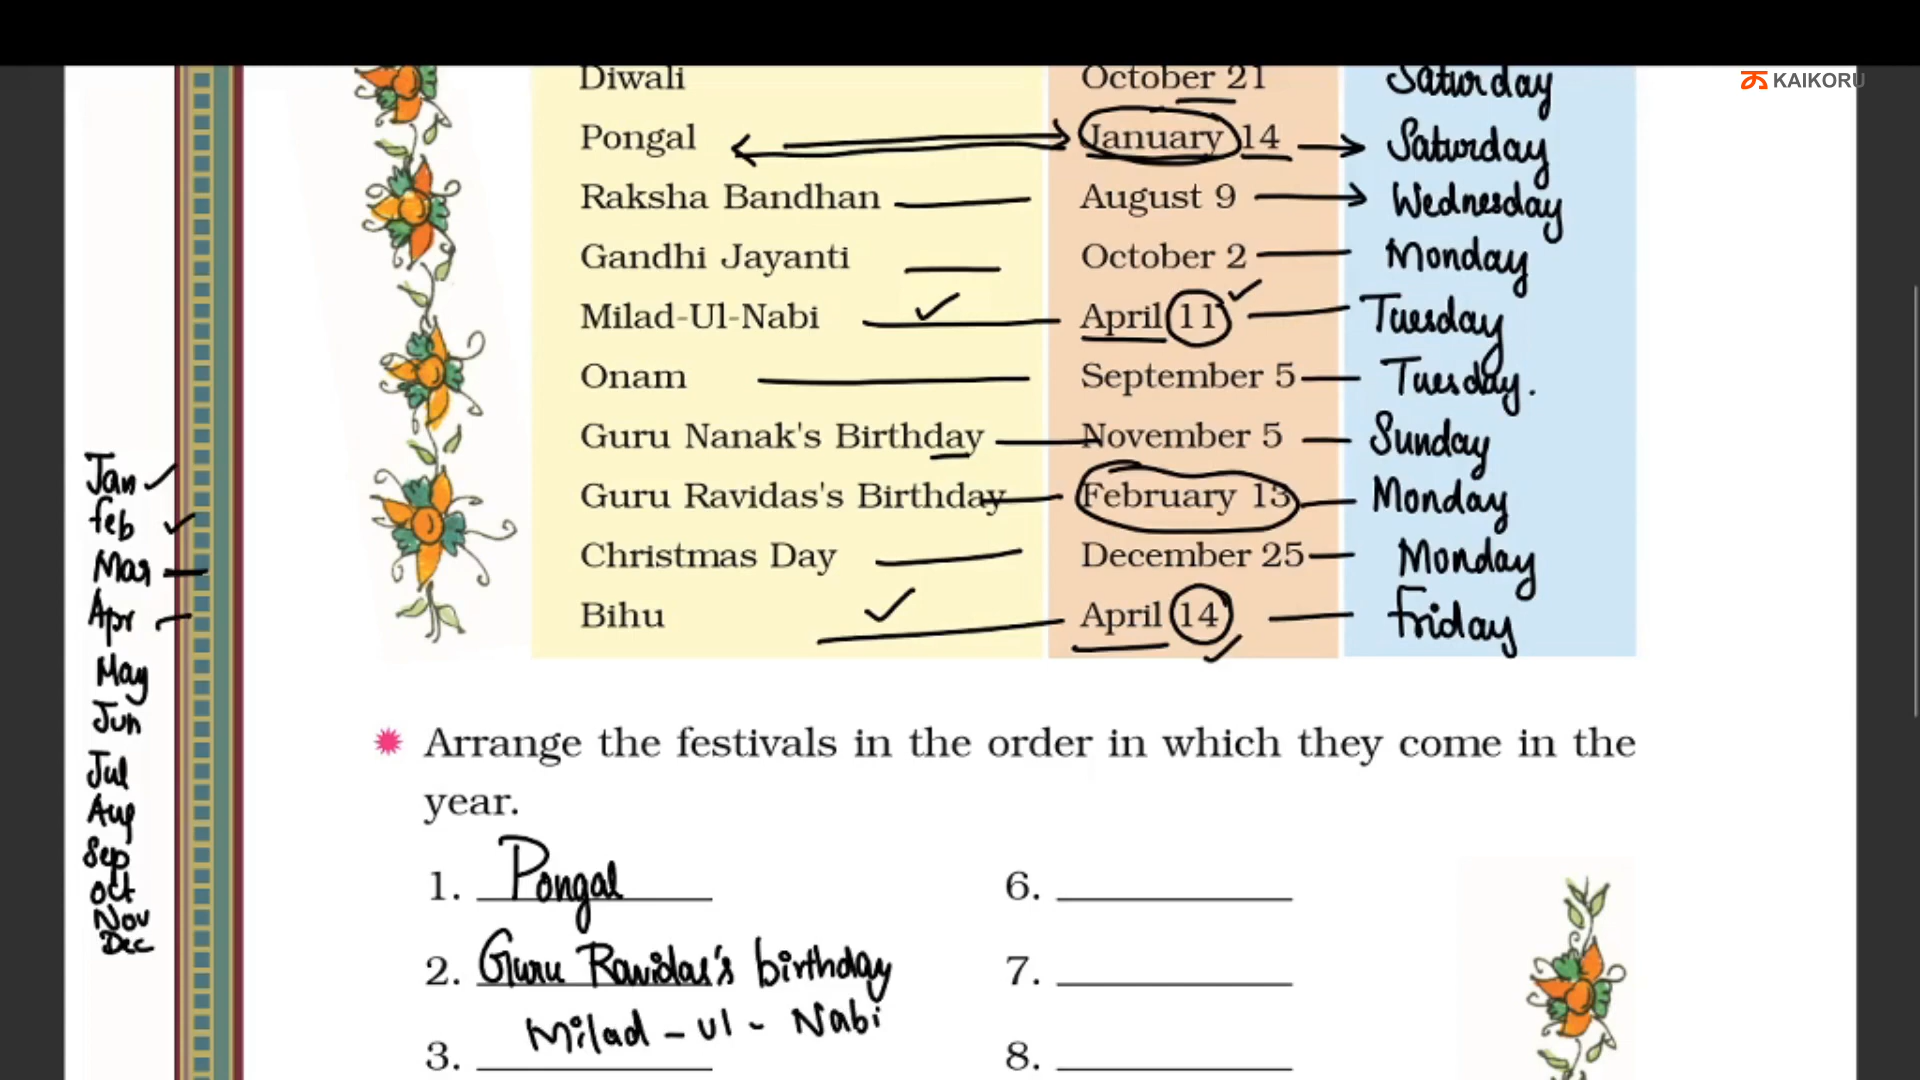 Diwali October 21 Saturday
KAIKORU
Pongal January 14 Saturday
Raksha Bandhan August 9 Wednesday
Gandhi Jayanti October 2 Monday
Milad-Ul-Nabi April 11 Tuesday
Onam September 5 Tuesday.
Guru Nanak's Birthday November 5 Sunday
Guru Ravidas's Birthday February 13 Monday
Christmas Day December 25 Monday
Bihu April 14 Friday
Jan
feb
Mar
Apr
May
Jun
Jul
Aug
Sep
Oct
Nov
Dec
Arrange the festivals in the order in which they come in the
year.
1. Pongal
2. Guru Ravidas's birthday
3. Milad-Ul-Nabi
6.
7.
8.